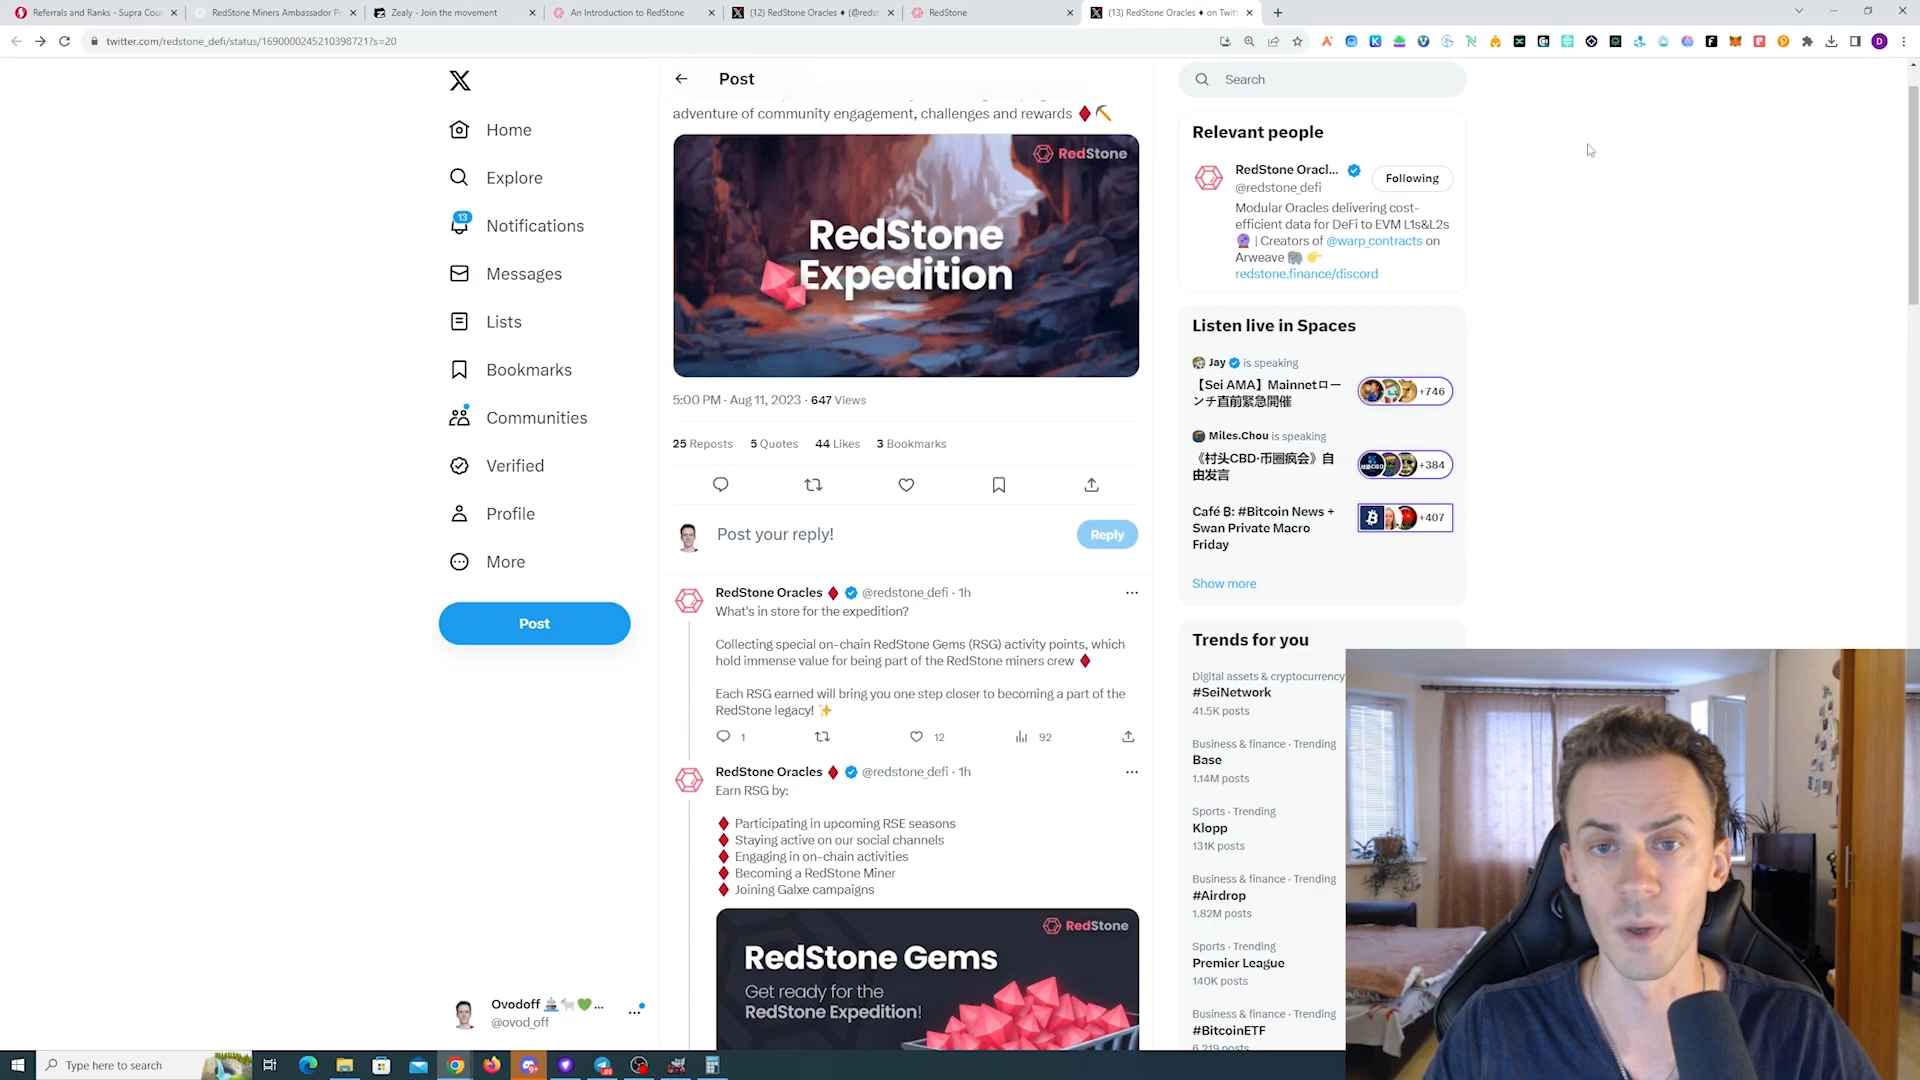 Referrals and Ranks - Supra Cou
RedStone Miners Ambassador Pr
Zealy - Join the movement
An Introduction to RedStone
(12) RedStone Oracles ♦ (@redst
RedStone
(13) RedStone Oracles ♦ on Twitt
twitter.com/redstone_defi/status/1690000245210398721?s=20
Home
Explore
13
Notifications
Messages
Lists
Bookmarks
Communities
Verified
Profile
More
Post
Ovodoff
...
@ovod_off
Post
adventure of community engagement, challenges and rewards
RedStone
RedStone
Expedition
5:00 PM · Aug 11, 2023 · 647 Views
25 Reposts 5 Quotes 44 Likes 3 Bookmarks
Post your reply!
Reply
RedStone Oracles ♦ @redstone_defi · 1h
What's in store for the expedition?
Collecting special on-chain RedStone Gems (RSG) activity points, which
hold immense value for being part of the RedStone miners crew ♦
Each RSG earned will bring you one step closer to becoming a part of the
RedStone legacy! ✨
1 12 92
RedStone Oracles ♦ @redstone_defi · 1h
Earn RSG by:
♦ Participating in upcoming RSE seasons
♦ Staying active on our social channels
♦ Engaging in on-chain activities
♦ Becoming a RedStone Miner
♦ Joining Galxe campaigns
RedStone
RedStone Gems
Get ready for the
RedStone Expedition!
Search
Relevant people
RedStone Oracl...
Following
@redstone_defi
Modular Oracles delivering cost-
efficient data for DeFi to EVM L1s&L2s
🔮 | Creators of @warp_contracts on
Arweave 🐘 👉
redstone.finance/discord
Listen live in Spaces
Jay is speaking
【Sei AMA】Mainnetロー
ンチ直前緊急開催
+746
Miles.Chou is speaking
《村头CBD·币圈疯会》自
由发言
+384
Café ₿: #Bitcoin News +
Swan Private Macro
Friday
+407
Show more
Trends for you
Digital assets & cryptocurrency
#SeiNetwork
41.5K posts
Business & finance · Trending
Base
1.14M posts
Sports · Trending
Klopp
131K posts
Business & finance · Trending
#Airdrop
1.82M posts
Sports · Trending
Premier League
140K posts
Business & finance · Trending
#BitcoinETF
6,219 posts
Type here to search